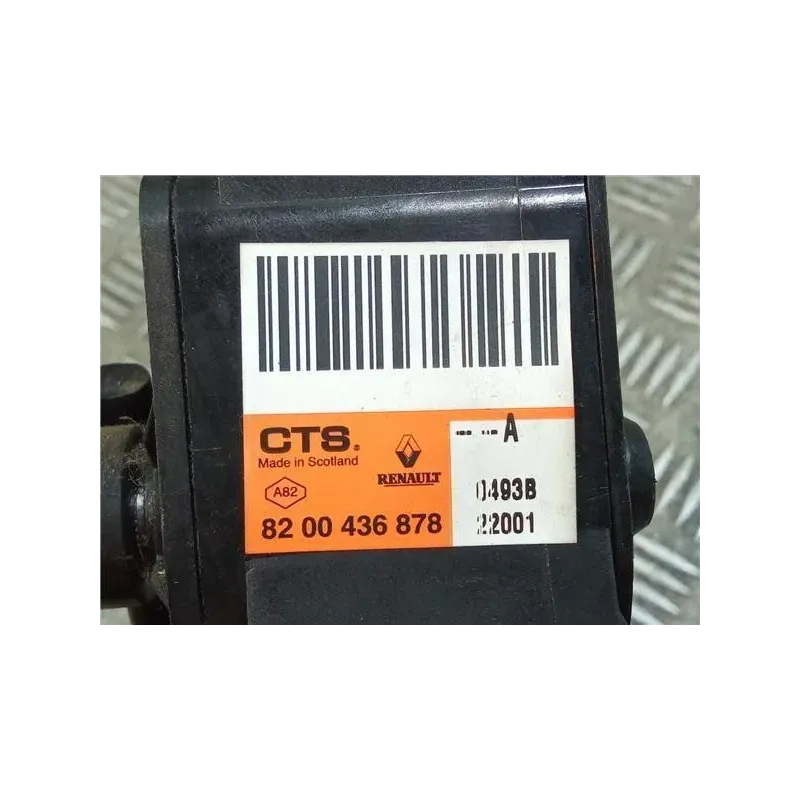 CTS®
Made in Scotland
RENAULT
A82
82 00 436 878
A
0493B
22001